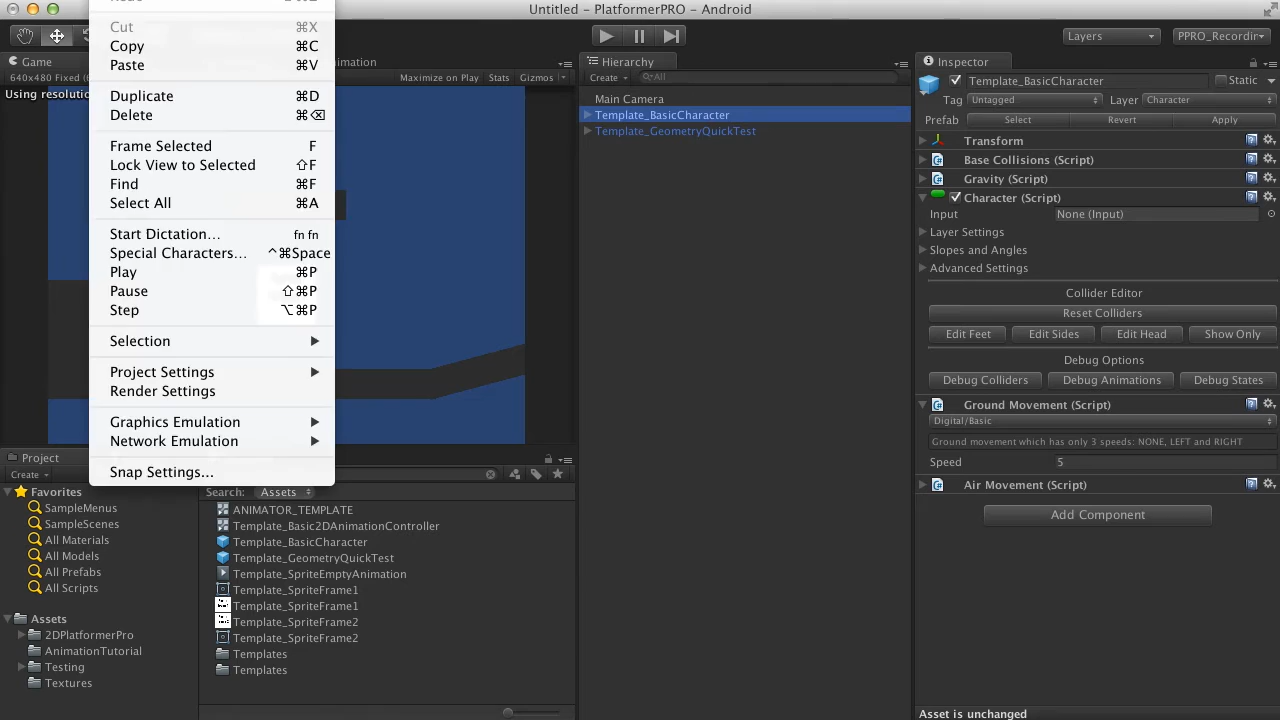 Untitled - PlatformerPRO - Android
Cut ⌘X
Copy ⌘C
Paste ⌘V
Duplicate ⌘D
Delete ⌘⌫
Frame Selected F
Lock View to Selected ⇧F
Find ⌘F
Select All ⌘A
Start Dictation… fn fn
Special Characters… ^⌘Space
Play ⌘P
Pause ⇧⌘P
Step ⌥⌘P
Selection
Project Settings
Render Settings
Graphics Emulation
Network Emulation
Snap Settings…
Layers
PPRO_Recordin
Game
640x480 Fixed
Maximize on Play Stats Gizmos
Using resolutio
Hierarchy
Create All
Main Camera
Template_BasicCharacter
Template_GeometryQuickTest
Inspector
Template_BasicCharacter Static
Tag Untagged Layer Character
Prefab Select Revert Apply
Transform
Base Collisions (Script)
Gravity (Script)
Character (Script)
Input None (Input)
Layer Settings
Slopes and Angles
Advanced Settings
Collider Editor
Reset Colliders
Edit Feet Edit Sides Edit Head Show Only
Debug Options
Debug Colliders Debug Animations Debug States
Ground Movement (Script)
Digital/Basic
Ground movement which has only 3 speeds: NONE, LEFT and RIGHT
Speed 5
Air Movement (Script)
Add Component
Asset is unchanged
Project
Create
Favorites
SampleMenus
SampleScenes
All Materials
All Models
All Prefabs
All Scripts
Assets
2DPlatformerPro
AnimationTutorial
Testing
Textures
Search: Assets
ANIMATOR_TEMPLATE
Template_Basic2DAnimationController
Template_BasicCharacter
Template_GeometryQuickTest
Template_SpriteEmptyAnimation
Template_SpriteFrame1
Template_SpriteFrame1
Template_SpriteFrame2
Template_SpriteFrame2
Templates
Templates